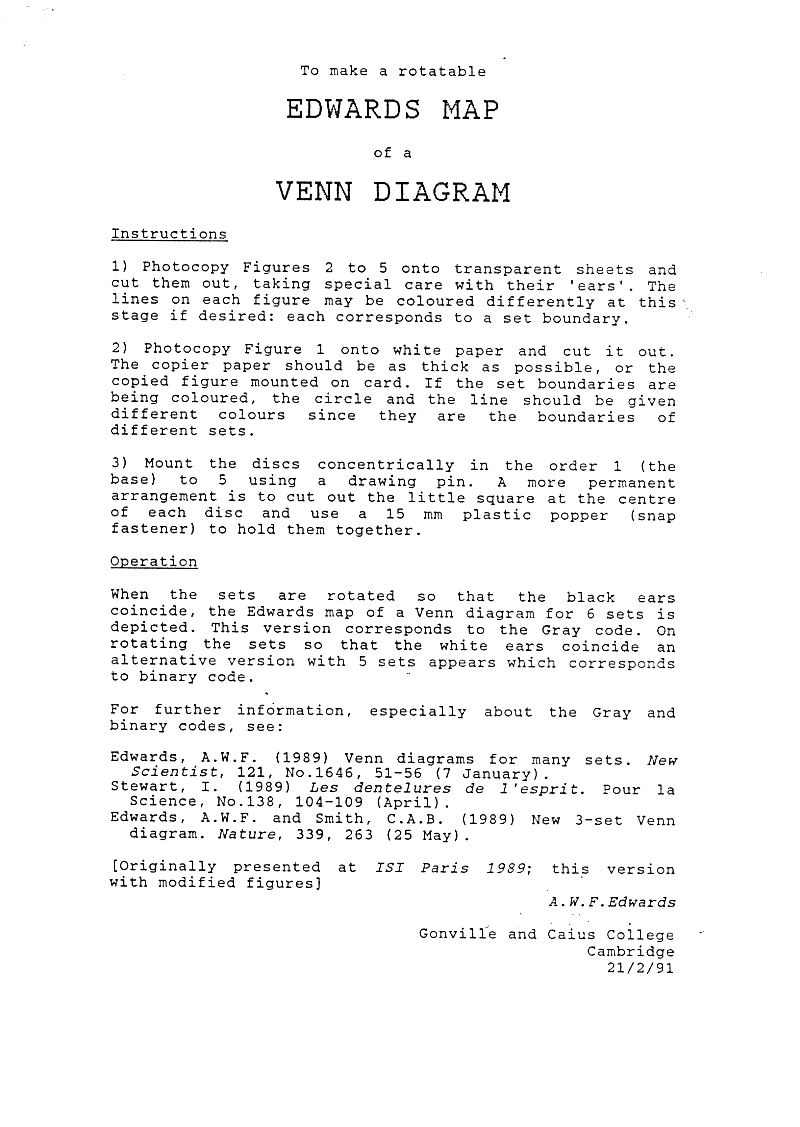 To make a rotatable
EDWARDS MAP
of a
VENN DIAGRAM
Instructions
1) Photocopy Figures 2 to 5 onto transparent sheets and
cut them out, taking special care with their 'ears'. The
lines on each figure may be coloured differently at this
stage if desired: each corresponds to a set boundary.
2) Photocopy Figure 1 onto white paper and cut it out.
The copier paper should be as thick as possible, or the
copied figure mounted on card. If the set boundaries are
being coloured, the circle and the line should be given
different colours since they are the boundaries of
different sets.
3) Mount the discs concentrically in the order 1 (the
base) to 5 using a drawing pin. A more permanent
arrangement is to cut out the little square at the centre
of each disc and use a 15 mm plastic popper (snap
fastener) to hold them together.
Operation
When the sets are rotated so that the black ears
coincide, the Edwards map of a Venn diagram for 6 sets is
depicted. This version corresponds to the Gray code. On
rotating the sets so that the white ears coincide an
alternative version with 5 sets appears which corresponds
to binary code.
For further information, especially about the Gray and
binary codes, see:
Edwards, A.W.F. (1989) Venn diagrams for many sets. New
Scientist, 121, No.1646, 51-56 (7 January).
Stewart, I. (1989) Les dentelures de l'esprit. Pour la
Science, No.138, 104-109 (April).
Edwards, A.W.F. and Smith, C.A.B. (1989) New 3-set Venn
diagram. Nature, 339, 263 (25 May).
[Originally presented at ISI Paris 1989; this version
with modified figures]
A.W.F.Edwards
Gonville and Caius College
Cambridge
21/2/91